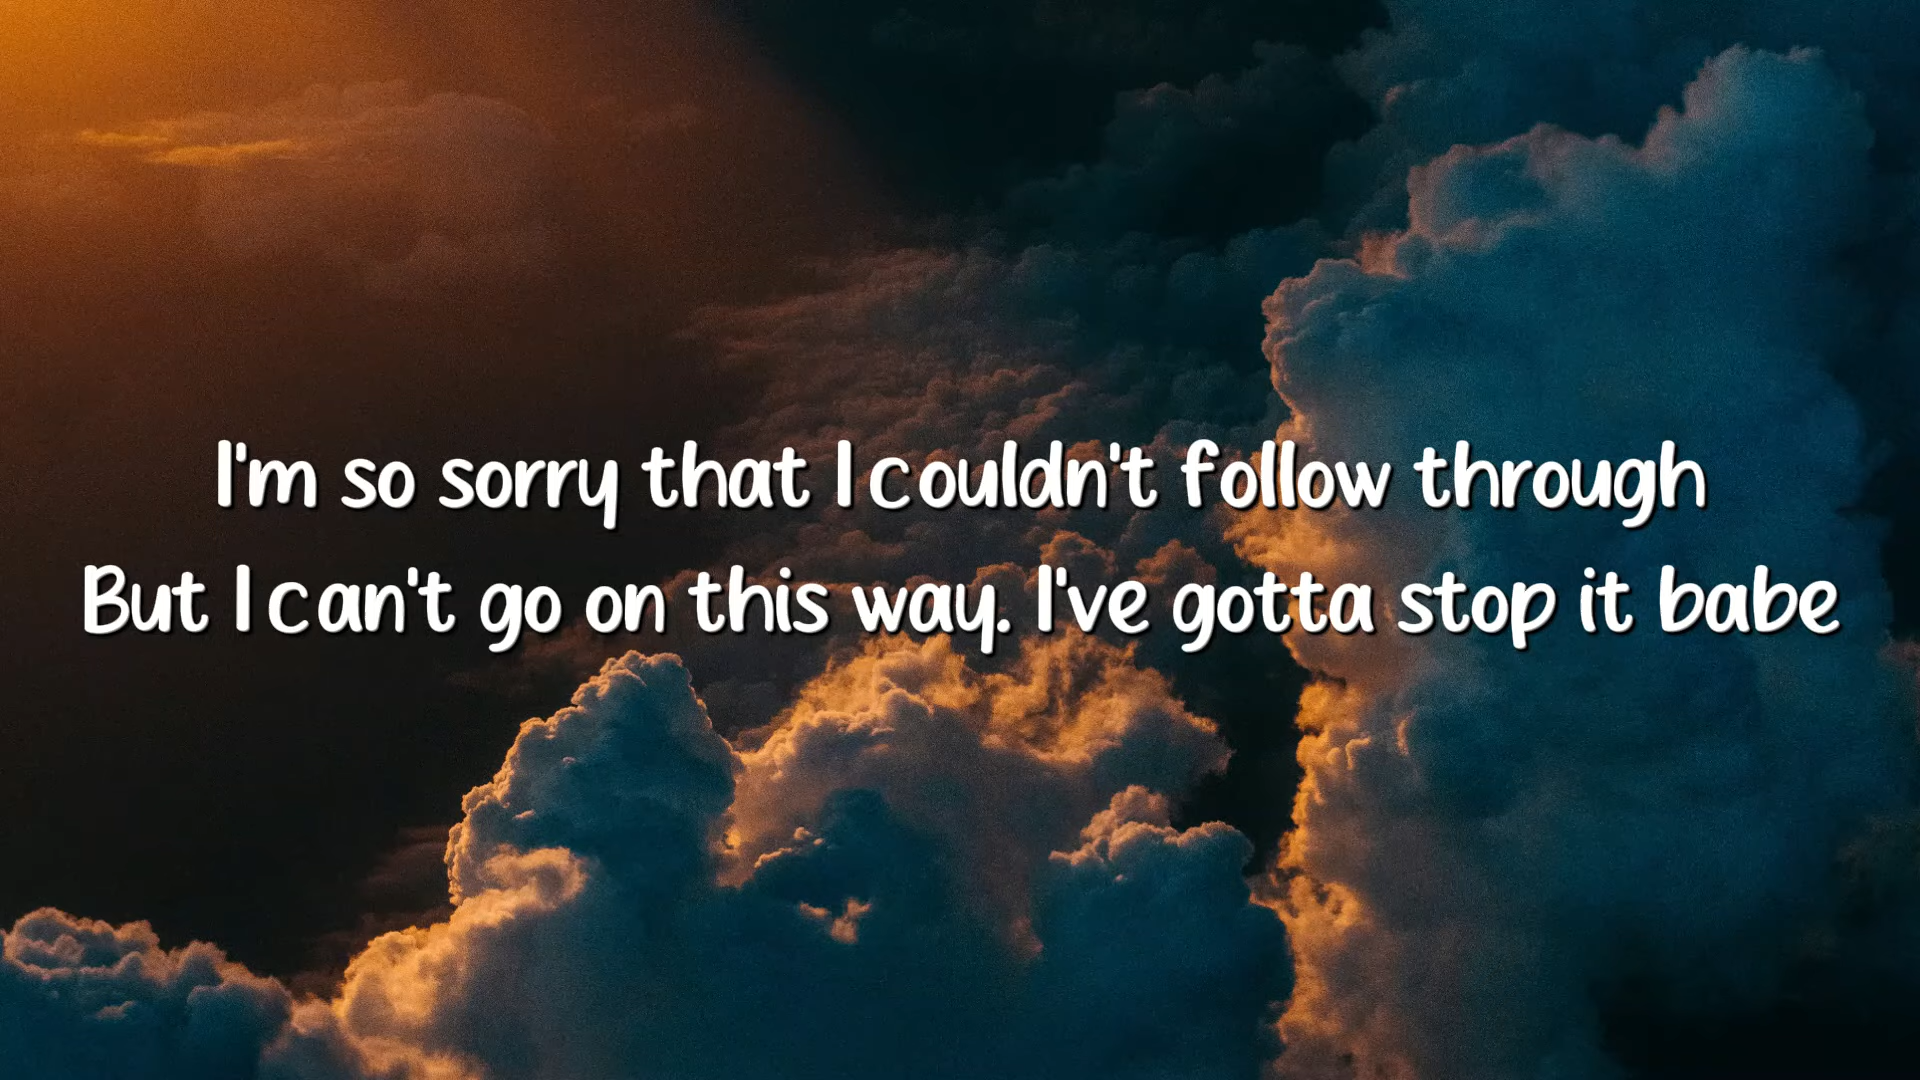 I'm so sorry that I couldn't follow through
But I can't go on this way. I've gotta stop it babe